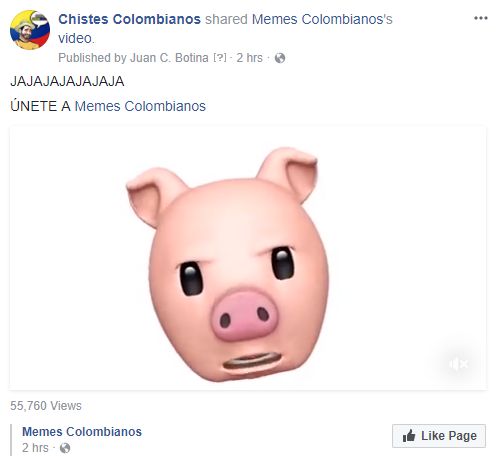 Chistes Colombianos shared Memes Colombianos's
video.
Published by Juan C. Botina [?] · 2 hrs ·
JAJAJAJAJAJAJA
ÚNETE A Memes Colombianos
55,760 Views
Memes Colombianos
Like Page
2 hrs ·